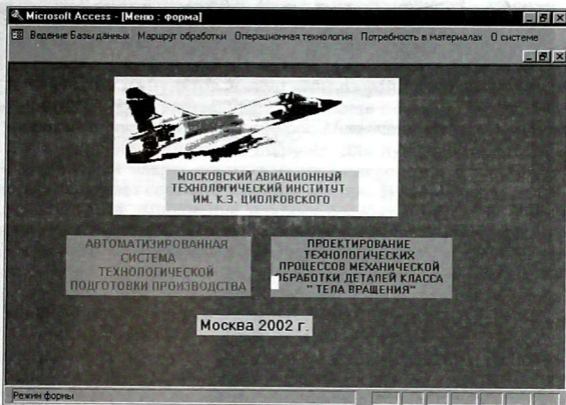 Microsoft Access - [Меню : форма]
Ведение Базы данных Маршрут обработки Операционная технология Потребность в материалах О системе
МОСКОВСКИЙ АВИАЦИОННЫЙ
ТЕХНОЛОГИЧЕСКИЙ ИНСТИТУТ
ИМ. К.Э. ЦИОЛКОВСКОГО
АВТОМАТИЗИРОВАННАЯ
СИСТЕМА
ТЕХНОЛОГИЧЕСКОЙ
ПОДГОТОВКИ ПРОИЗВОДСТВА
ПРОЕКТИРОВАНИЕ
ТЕХНОЛОГИЧЕСКИХ
ПРОЦЕССОВ МЕХАНИЧЕСКОЙ
ОБРАБОТКИ ДЕТАЛЕЙ КЛАССА
" ТЕЛА ВРАЩЕНИЯ"
Москва 2002 г.
Режим формы